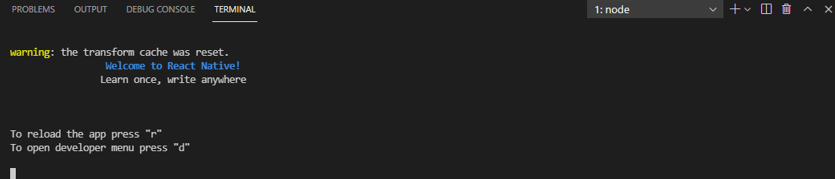 PROBLEMS OUTPUT DEBUG CONSOLE TERMINAL 1: node
warning: the transform cache was reset.
Welcome to React Native!
Learn once, write anywhere
To reload the app press "r"
To open developer menu press "d"